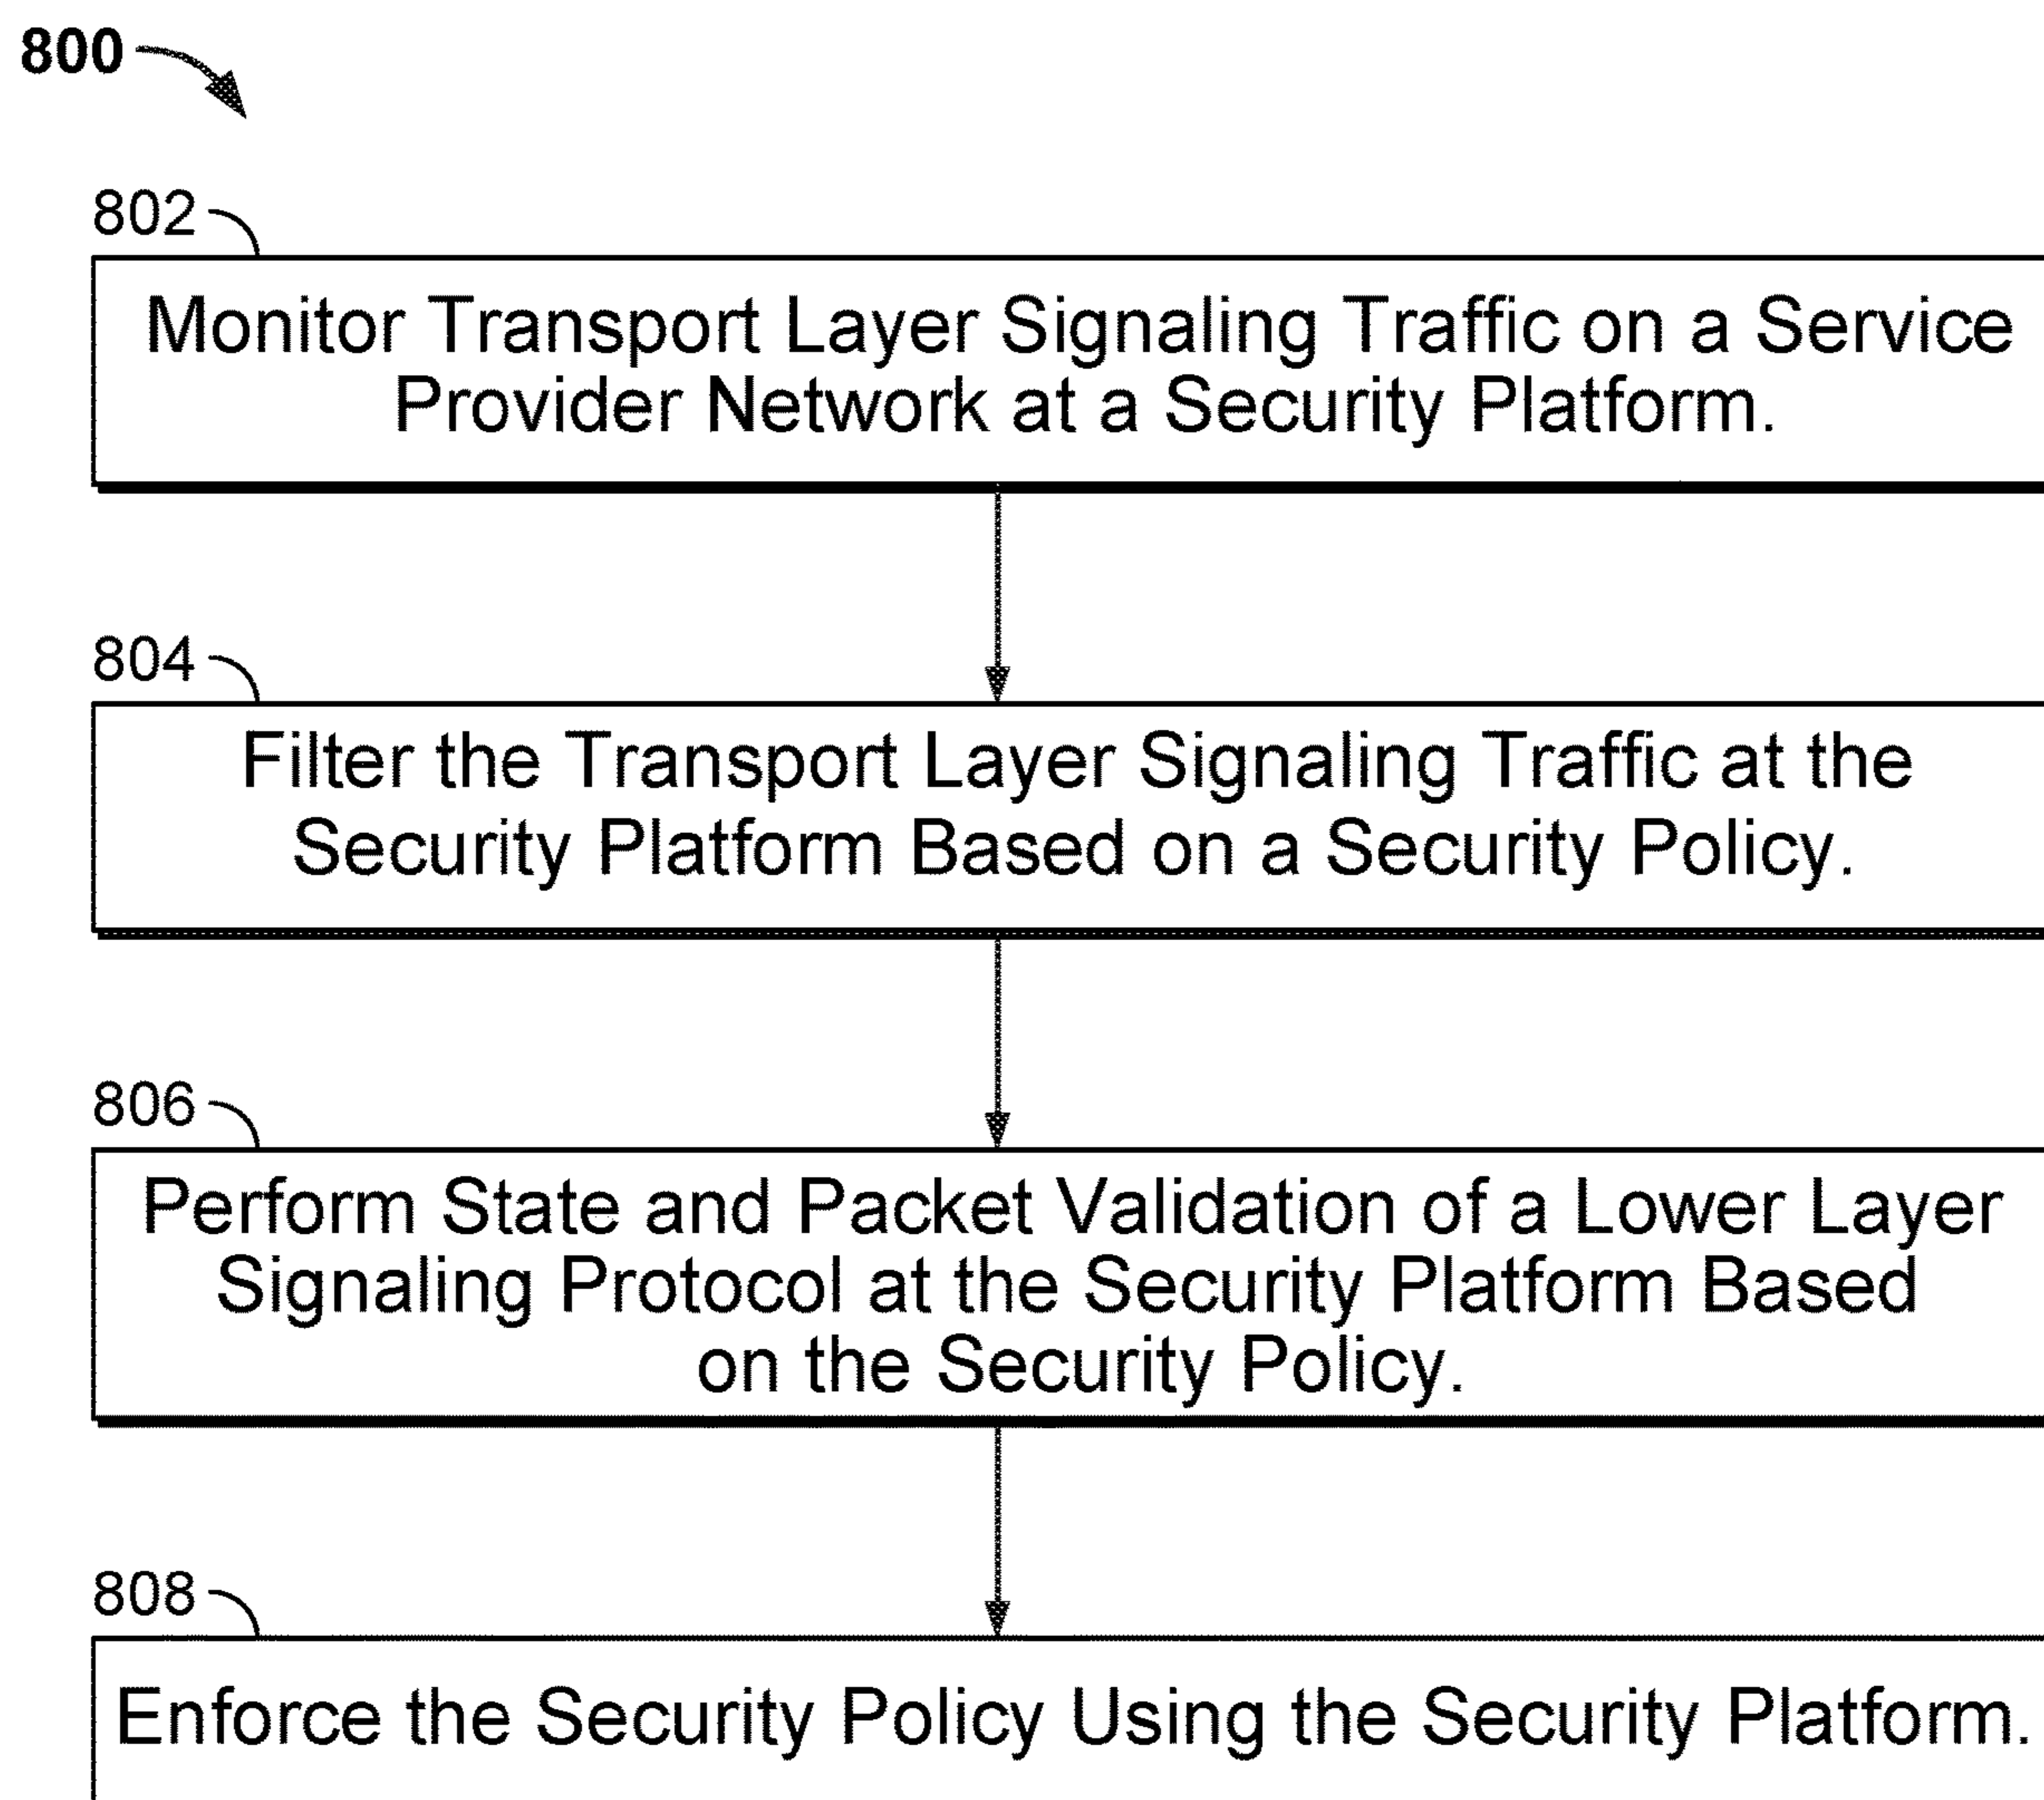 800
802
Monitor Transport Layer Signaling Traffic on a Service
Provider Network at a Security Platform.
804
Filter the Transport Layer Signaling Traffic at the
Security Platform Based on a Security Policy.
806
Perform State and Packet Validation of a Lower Layer
Signaling Protocol at the Security Platform Based
on the Security Policy.
808
Enforce the Security Policy Using the Security Platform.